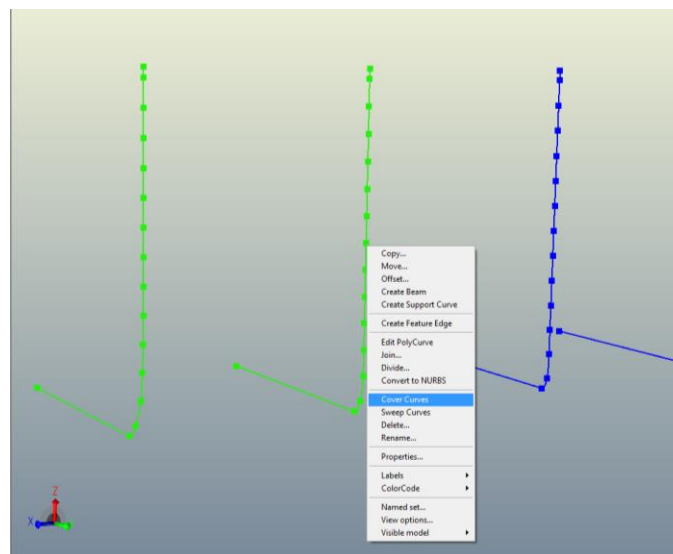 Copy...
Move...
Offset...
Create Beam
Create Support Curve
Create Feature Edge
Edit PolyCurve
Join...
Divide...
Convert to NURBS
Cover Curves
Sweep Curves
Delete...
Rename...
Properties...
Labels
ColorCode
Named set...
View options...
Visible model
Z
X